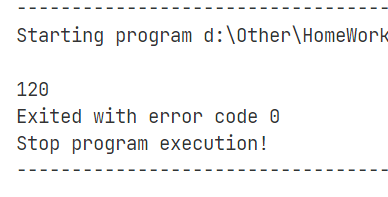 -----------------------------------
Starting program d:\Other\HomeWork
120
Exited with error code 0
Stop program execution!
-----------------------------------